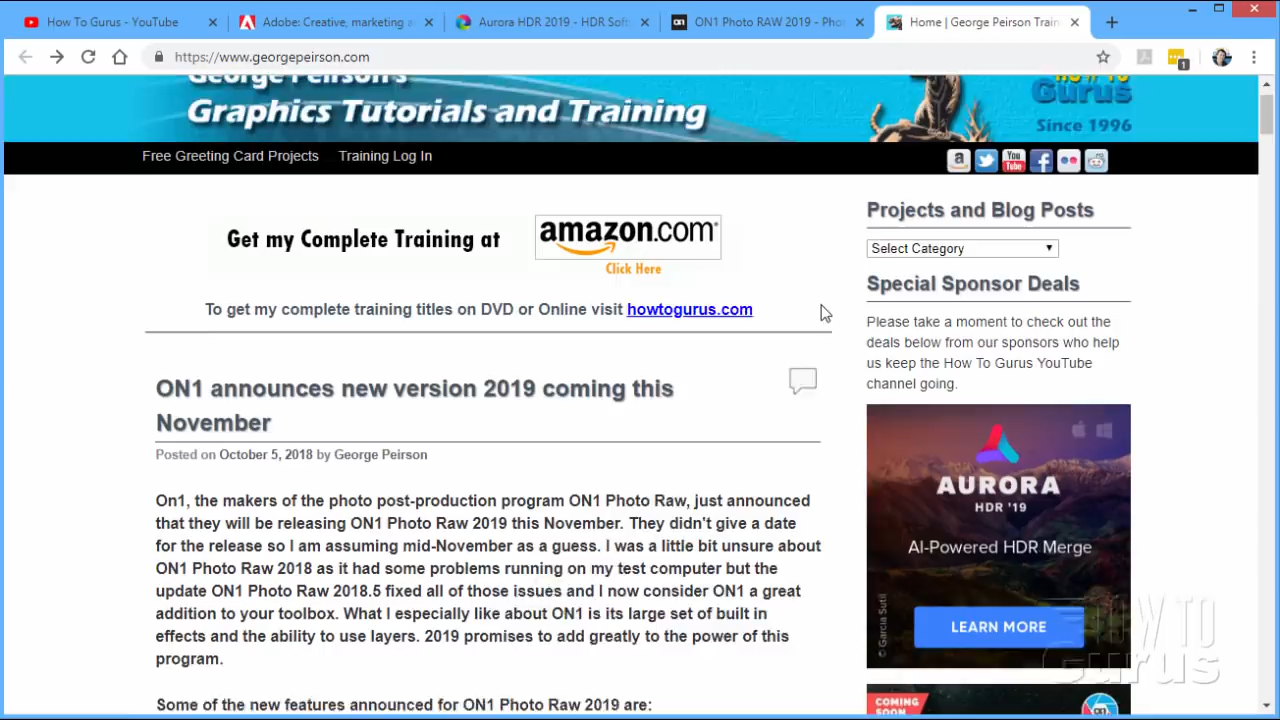 How To Gurus - YouTube
Adobe: Creative, marketing a
Aurora HDR 2019 - HDR Soft
ON1 Photo RAW 2019 - Pho
Home | George Peirson Train
https://www.georgepeirson.com
1
George Peirson's
Graphics Tutorials and Training
Gurus
Since 1996
Free Greeting Card Projects
Training Log In
a
You
Tube
Get my Complete Training at
amazon.com
Click Here
To get my complete training titles on DVD or Online visit howtogurus.com
ON1 announces new version 2019 coming this
November
Posted on October 5, 2018 by George Peirson
On1, the makers of the photo post-production program ON1 Photo Raw, just announced
that they will be releasing ON1 Photo Raw 2019 this November. They didn't give a date
for the release so I am assuming mid-November as a guess. I was a little bit unsure about
ON1 Photo Raw 2018 as it had some problems running on my test computer but the
update ON1 Photo Raw 2018.5 fixed all of those issues and I now consider ON1 a great
addition to your toolbox. What I especially like about ON1 is its large set of built in
effects and the ability to use layers. 2019 promises to add greatly to the power of this
program.
Some of the new features announced for ON1 Photo Raw 2019 are:
Projects and Blog Posts
Select Category
Special Sponsor Deals
Please take a moment to check out the
deals below from our sponsors who help
us keep the How To Gurus YouTube
channel going.
AURORA
HDR '19
AI-Powered HDR Merge
LEARN MORE
© Garcia Sutil
HOW TO
Gurus
COMING
SOON